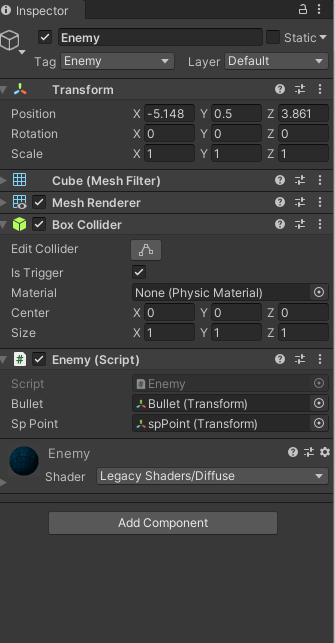 Inspector
Enemy Static
Tag Enemy Layer Default
Transform
Position X -5.148 Y 0.5 Z 3.861
Rotation X 0 Y 0 Z 0
Scale X 1 Y 1 Z 1
Cube (Mesh Filter)
Mesh Renderer
Box Collider
Edit Collider
Is Trigger
Material None (Physic Material)
Center X 0 Y 0 Z 0
Size X 1 Y 1 Z 1
# Enemy (Script)
Script # Enemy
Bullet Bullet (Transform)
Sp Point spPoint (Transform)
Enemy
Shader Legacy Shaders/Diffuse
Add Component